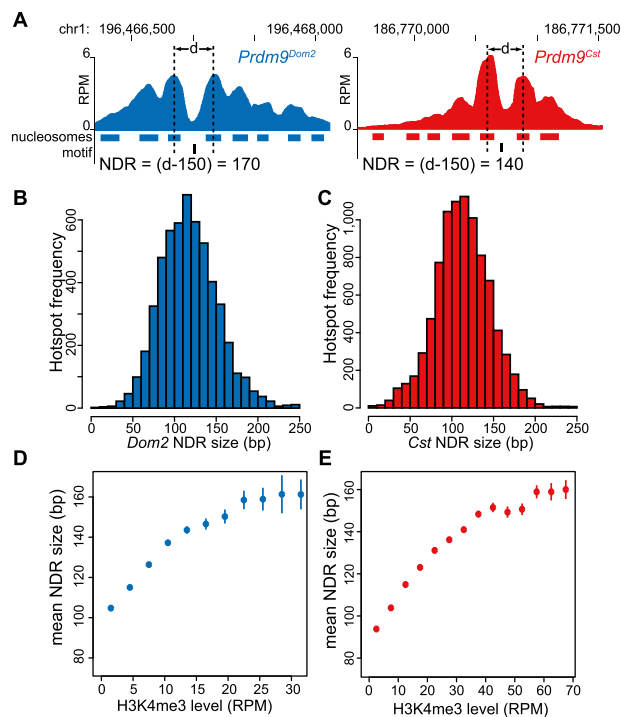 A
chr1: 196,466,500 196,468,000 186,770,000 186,771,500
d Prdm9Dom2 d Prdm9Cst
6 6
RPM RPM
0 0
nucleosomes
motif
NDR = (d-150) = 170 NDR = (d-150) = 140
B
Hotspot frequency
0 200 400 600
0 50 100 150 200 250
Dom2 NDR size (bp)
C
Hotspot frequency
0 200 400 600 800 1,000
0 50 100 150 200 250
Cst NDR size (bp)
D
mean NDR size (bp)
80 100 120 140 160
0 5 10 15 20 25 30
H3K4me3 level (RPM)
E
mean NDR size (bp)
80 100 120 140 160
0 10 20 30 40 50 60 70
H3K4me3 level (RPM)